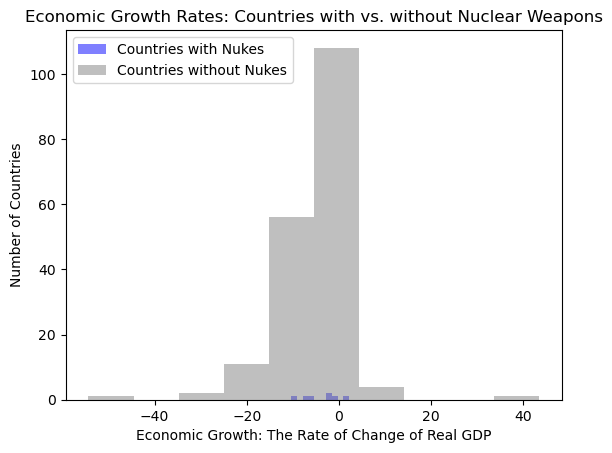 Economic Growth Rates: Countries with vs. without Nuclear Weapons
Countries with Nukes
Countries without Nukes
100
80
60
40
20
0
Number of Countries
−40
−20
0
20
40
Economic Growth: The Rate of Change of Real GDP